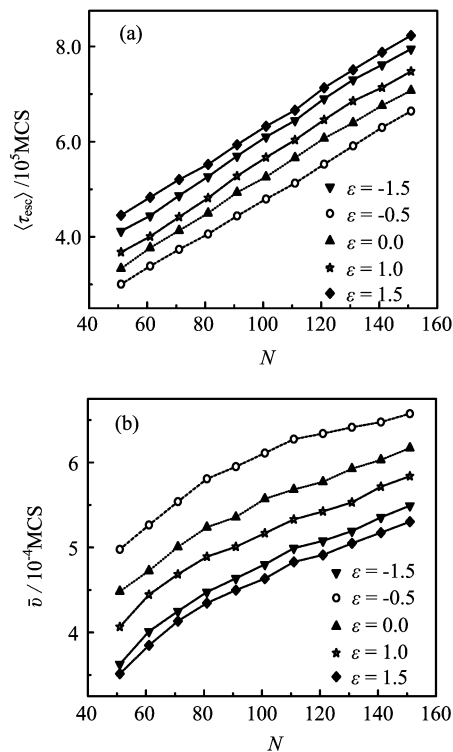 (a)
8.0
6.0
4.0
⟨τesc⟩ /10⁵MCS
ε = -1.5
ε = -0.5
ε = 0.0
ε = 1.0
ε = 1.5
40 60 80 100 120 140 160
N
(b)
6
5
4
ῡ / 10⁻⁴MCS
ε = -1.5
ε = -0.5
ε = 0.0
ε = 1.0
ε = 1.5
40 60 80 100 120 140 160
N